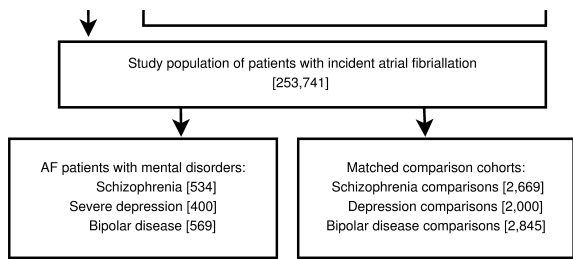 Study population of patients with incident atrial fibriallation
[253,741]
AF patients with mental disorders:
Schizophrenia [534]
Severe depression [400]
Bipolar disease [569]
Matched comparison cohorts:
Schizophrenia comparisons [2,669]
Depression comparisons [2,000]
Bipolar disease comparisons [2,845]